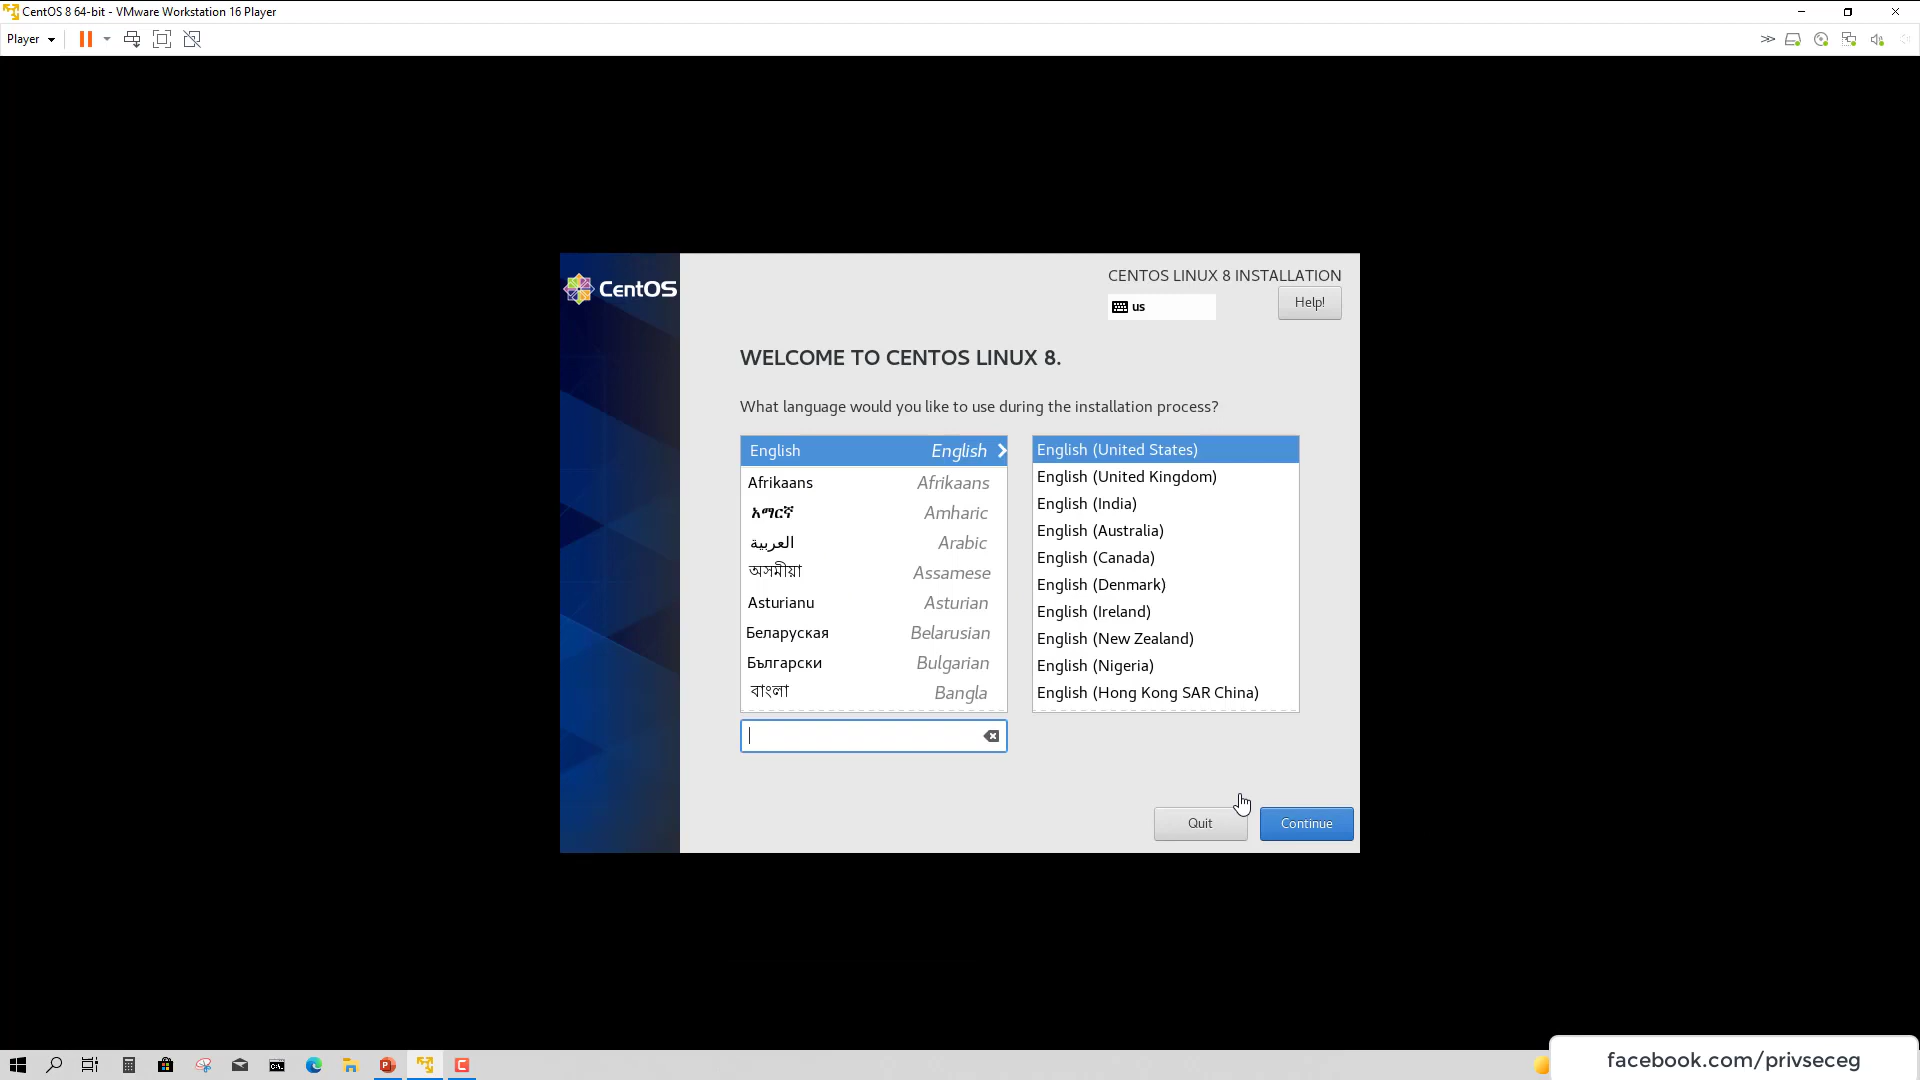 CentOS 8 64-bit - VMware Workstation 16 Player
Player
CentOS
CENTOS LINUX 8 INSTALLATION
us
Help!
WELCOME TO CENTOS LINUX 8.
What language would you like to use during the installation process?
English English
Afrikaans Afrikaans
አማርኛ Amharic
العربية Arabic
অসমীয়া Assamese
Asturianu Asturian
Беларуская Belarusian
Български Bulgarian
বাংলা Bangla
English (United States)
English (United Kingdom)
English (India)
English (Australia)
English (Canada)
English (Denmark)
English (Ireland)
English (New Zealand)
English (Nigeria)
English (Hong Kong SAR China)
Quit
Continue
facebook.com/privseceg